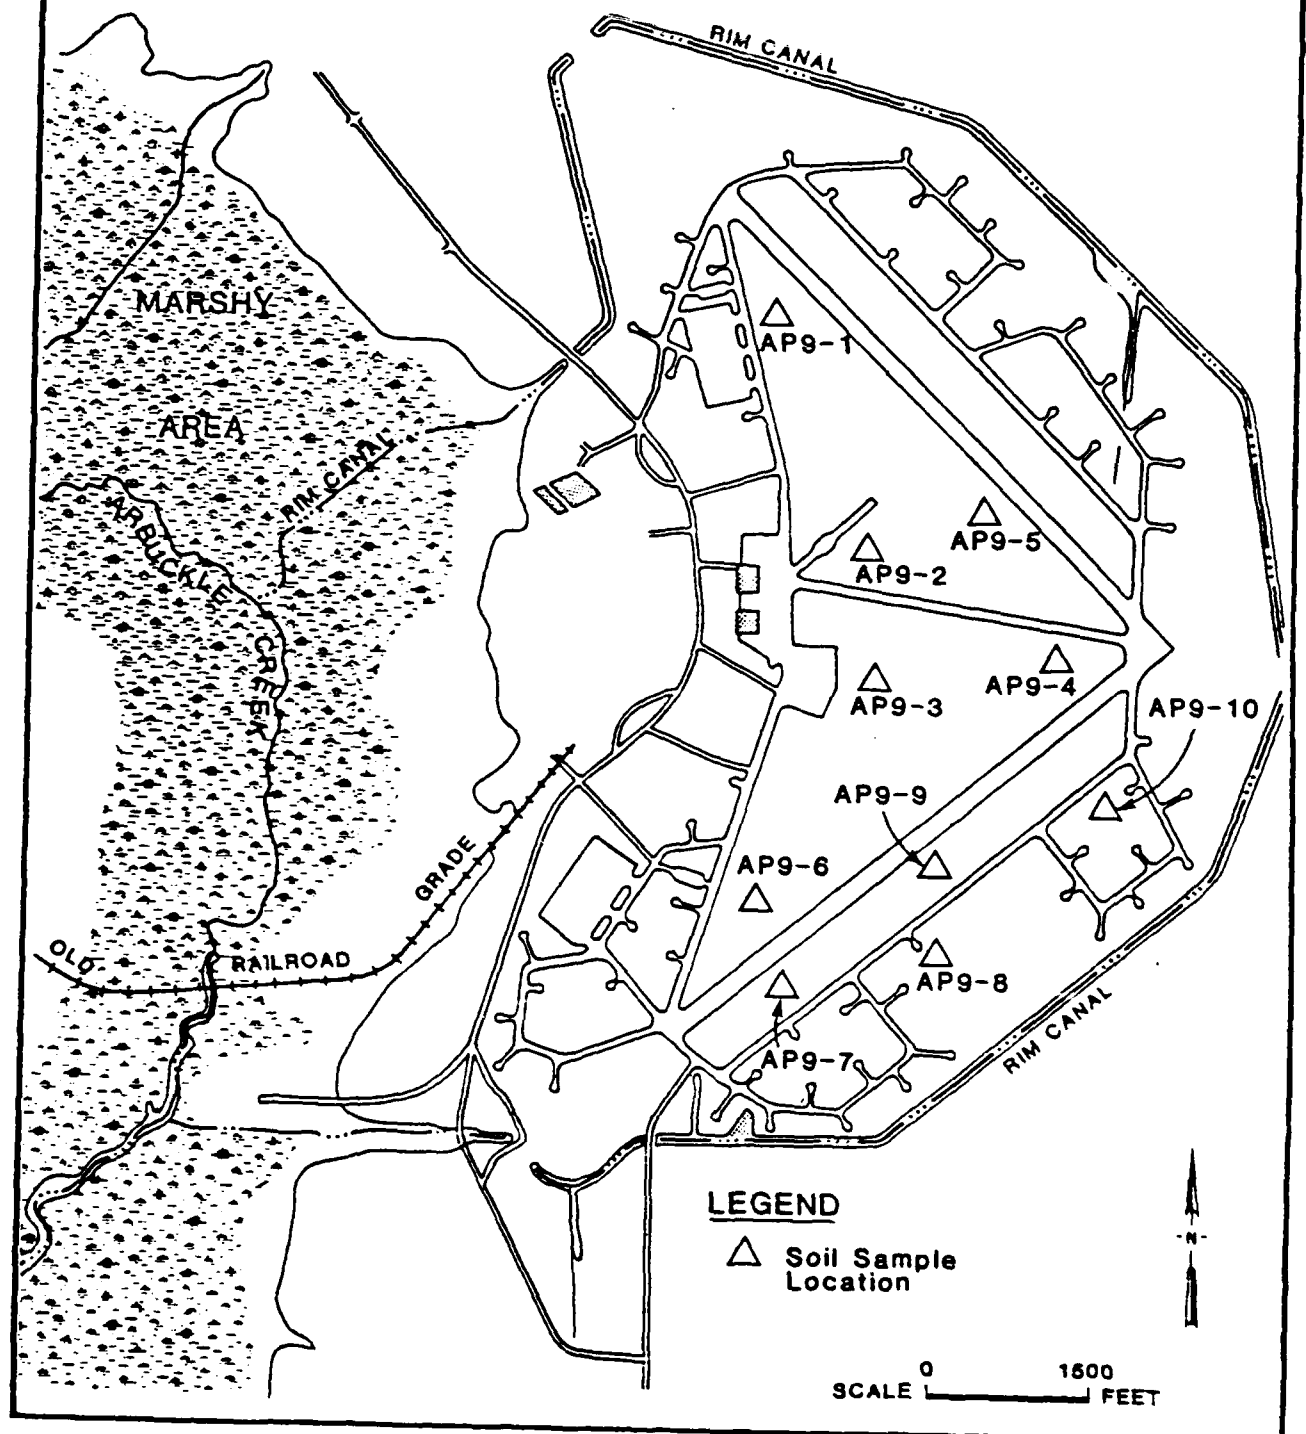 RIM CANAL
MARSHY
AREA
RIM CANAL
ARBUCKLE CREEK
AP9-1
AP9-5
AP9-2
AP9-4
AP9-3
AP9-10
AP9-9
AP9-6
AP9-8
AP9-7
OLD RAILROAD GRADE
RIM CANAL
LEGEND
Soil Sample
Location
-N-
0 1500
SCALE FEET